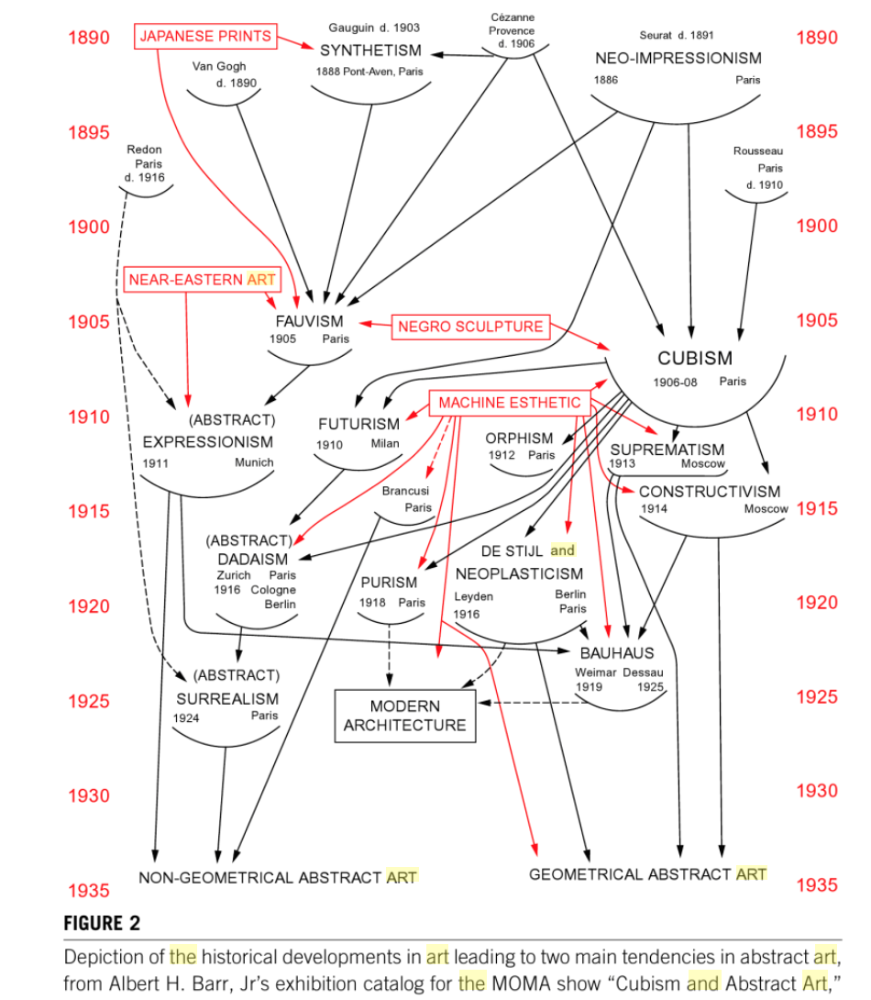 1890
JAPANESE PRINTS
Gauguin d. 1903
SYNTHETISM
1888 Pont-Aven, Paris
Cézanne
Provence
d. 1906
Seurat d. 1891
NEO-IMPRESSIONISM
1886 Paris
1890
Van Gogh
d. 1890
1895
1895
Redon
Paris
d. 1916
Rousseau
Paris
d. 1910
1900
1900
NEAR-EASTERN ART
1905
FAUVISM
1905 Paris
NEGRO SCULPTURE
1905
CUBISM
1906-08 Paris
1910
(ABSTRACT)
EXPRESSIONISM
1911 Munich
FUTURISM
1910 Milan
MACHINE ESTHETIC
ORPHISM
1912 Paris
SUPREMATISM
1913 Moscow
1910
Brancusi
Paris
CONSTRUCTIVISM
1914 Moscow
1915
1915
(ABSTRACT)
DADAISM
Zurich Paris
1916 Cologne
Berlin
PURISM
1918 Paris
DE STIJL and
NEOPLASTICISM
Leyden
1916
Berlin
Paris
1920
1920
BAUHAUS
Weimar Dessau
1919 1925
(ABSTRACT)
SURREALISM
1924 Paris
1925
MODERN
ARCHITECTURE
1925
1930
1930
NON-GEOMETRICAL ABSTRACT ART
GEOMETRICAL ABSTRACT ART
1935
1935
FIGURE 2
Depiction of the historical developments in art leading to two main tendencies in abstract art,
from Albert H. Barr, Jr’s exhibition catalog for the MOMA show “Cubism and Abstract Art,”